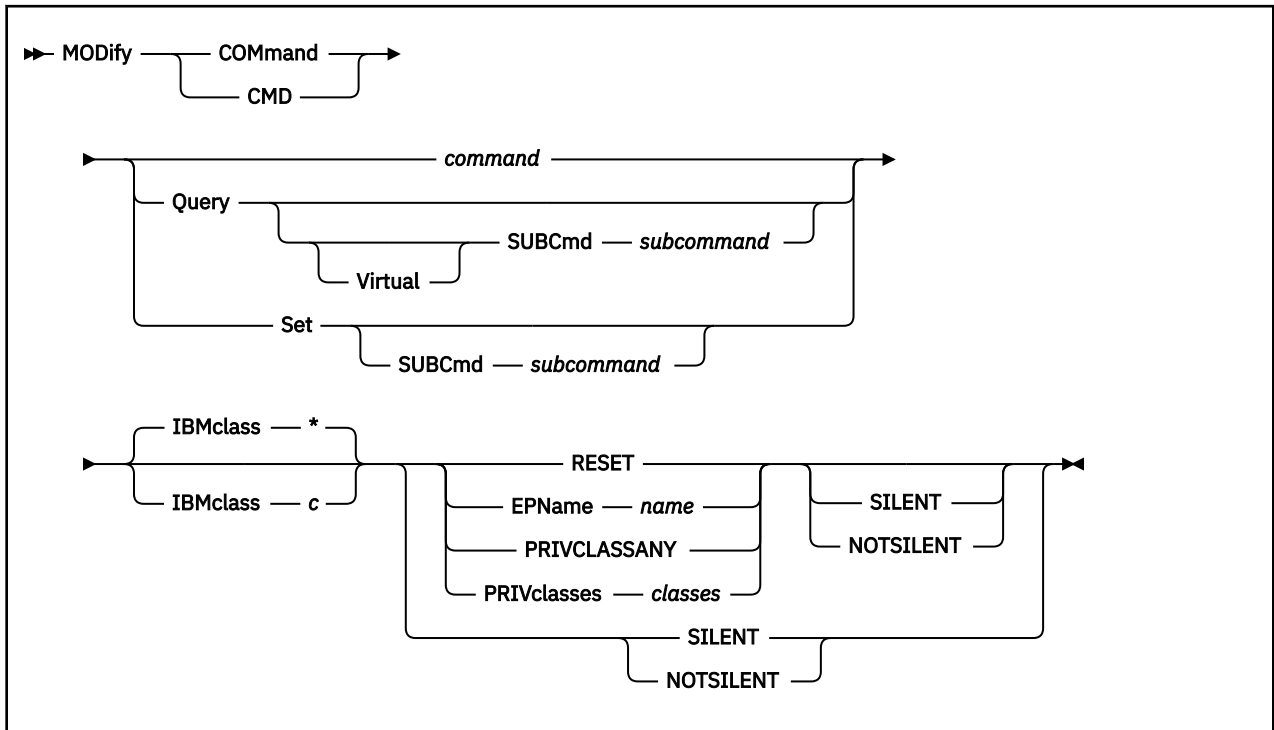 MODify COMmand
CMD
command
Query
SUBCmd subcommand
Virtual
Set
SUBCmd subcommand
IBMclass *
RESET
IBMclass c
EPName name
SILENT
PRIVCLASSANY
NOTSILENT
PRIVclasses classes
SILENT
NOTSILENT